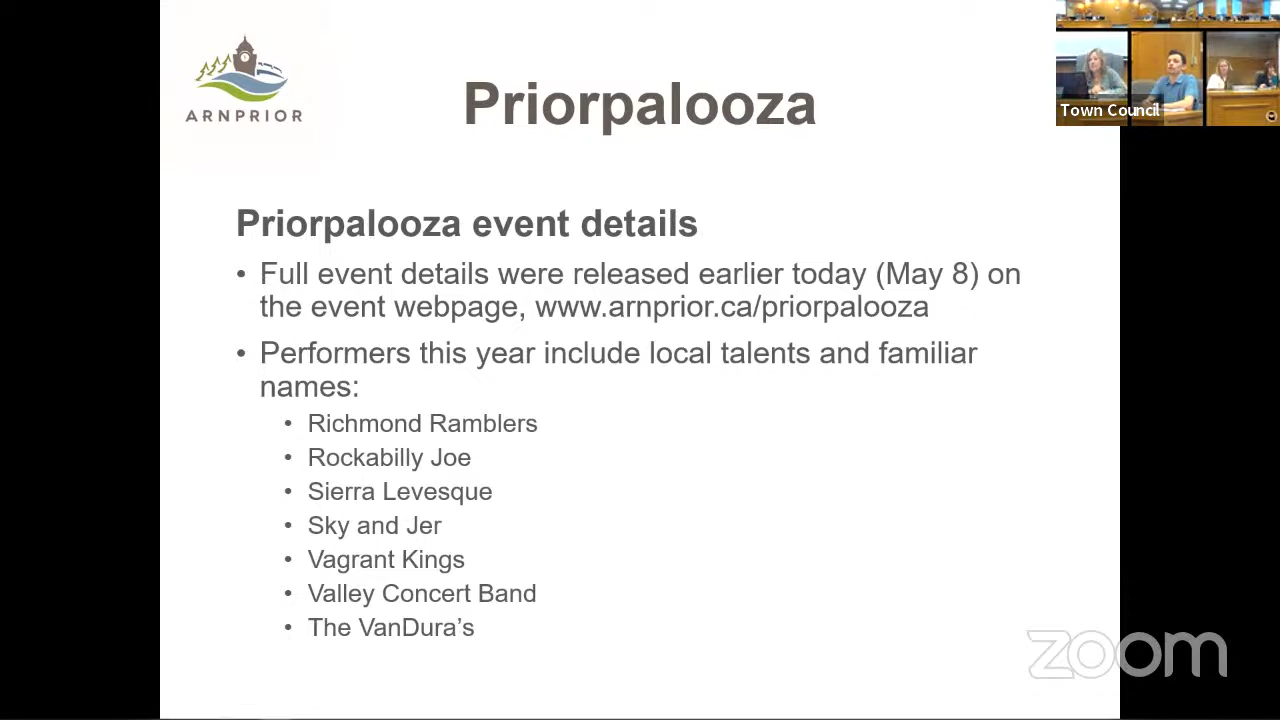 ARNPRIOR
Priorpalooza
Town Council
Priorpalooza event details
• Full event details were released earlier today (May 8) on
the event webpage, www.arnprior.ca/priorpalooza
• Performers this year include local talents and familiar
names:
• Richmond Ramblers
• Rockabilly Joe
• Sierra Levesque
• Sky and Jer
• Vagrant Kings
• Valley Concert Band
• The VanDura’s
zoom